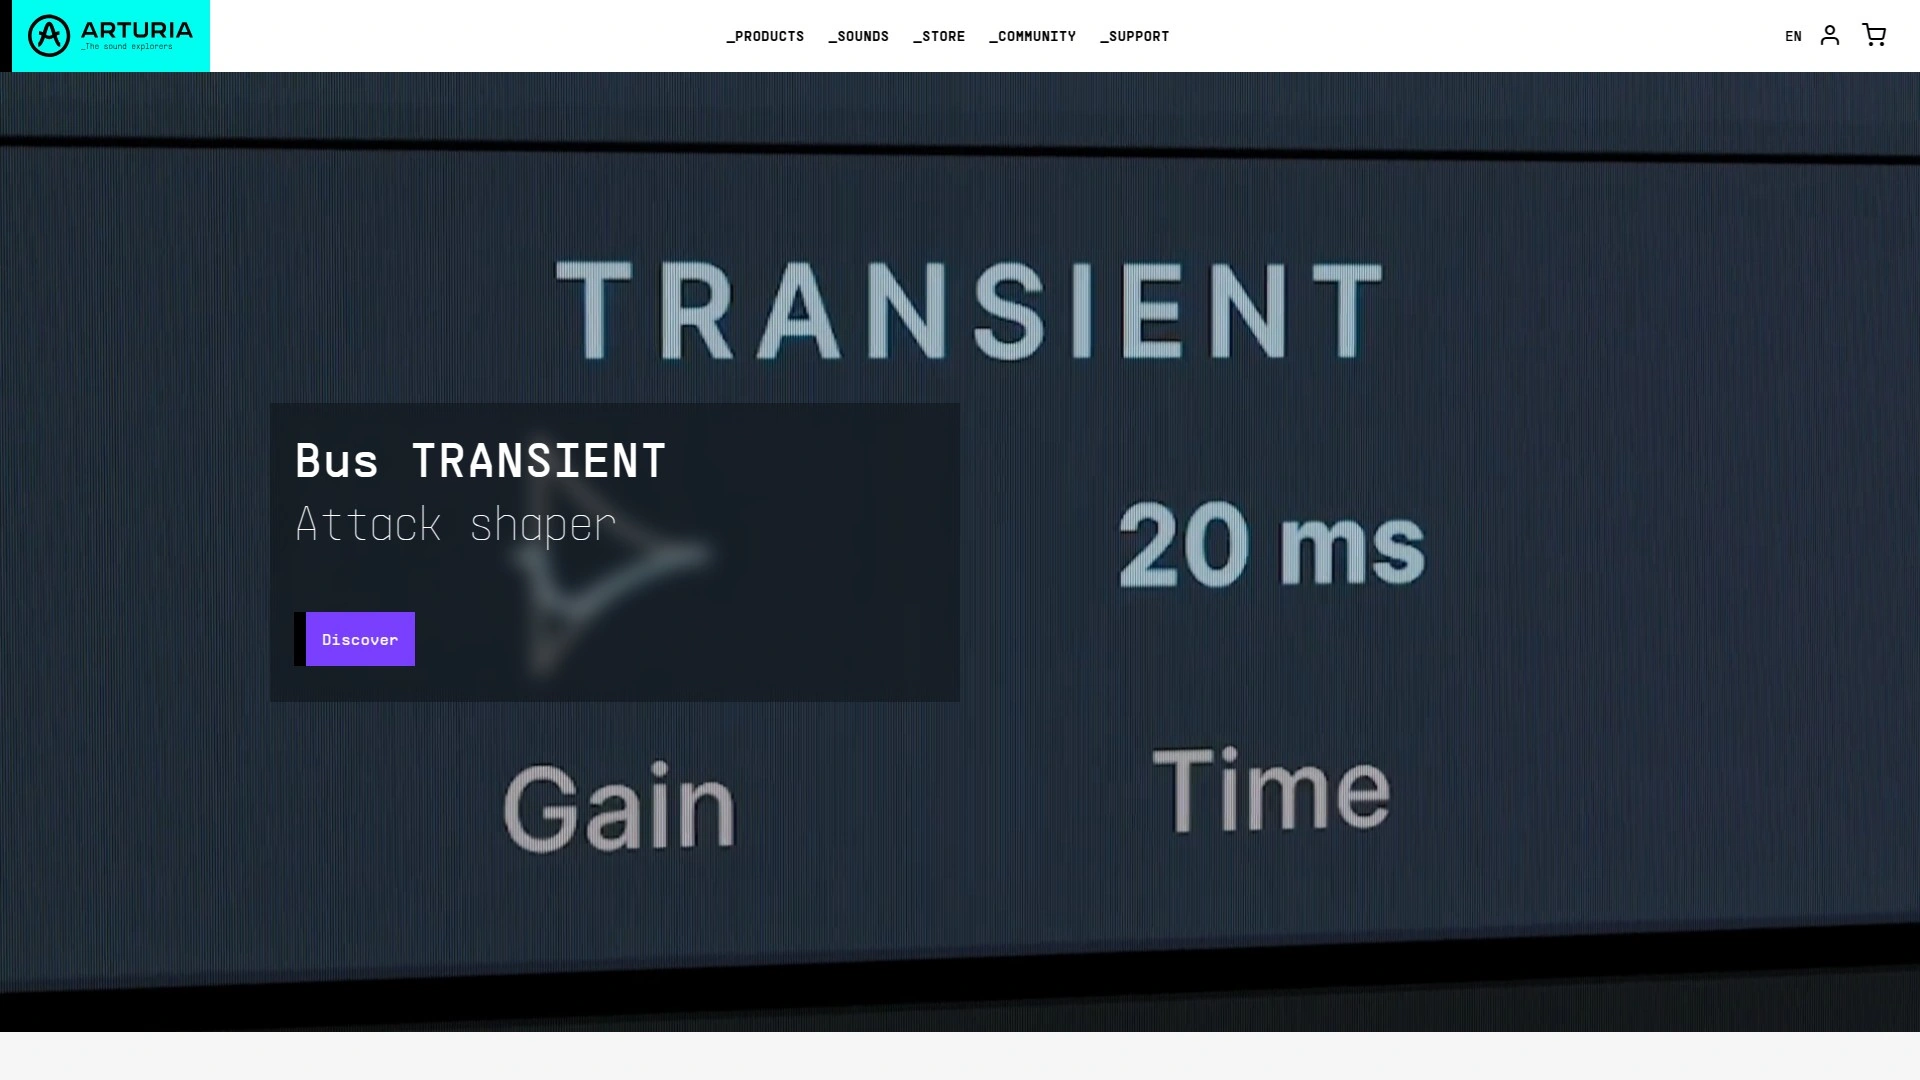 ARTURIA
_The sound explorers
_PRODUCTS
_SOUNDS
_STORE
_COMMUNITY
_SUPPORT
EN
TRANSIENT
Bus TRANSIENT
Attack shaper
20 ms
Discover
Gain
Time